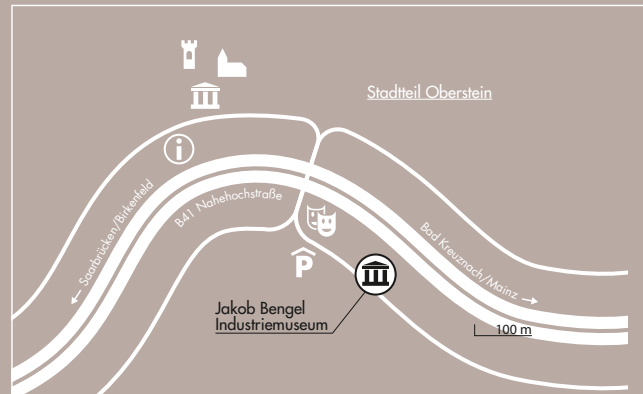 Stadtteil Oberstein
← Saarbrücken/Birkenfeld
B41 Nahehochstraße
Bad Kreuznach/Mainz →
P
Jakob Bengel
Industriemuseum
100 m